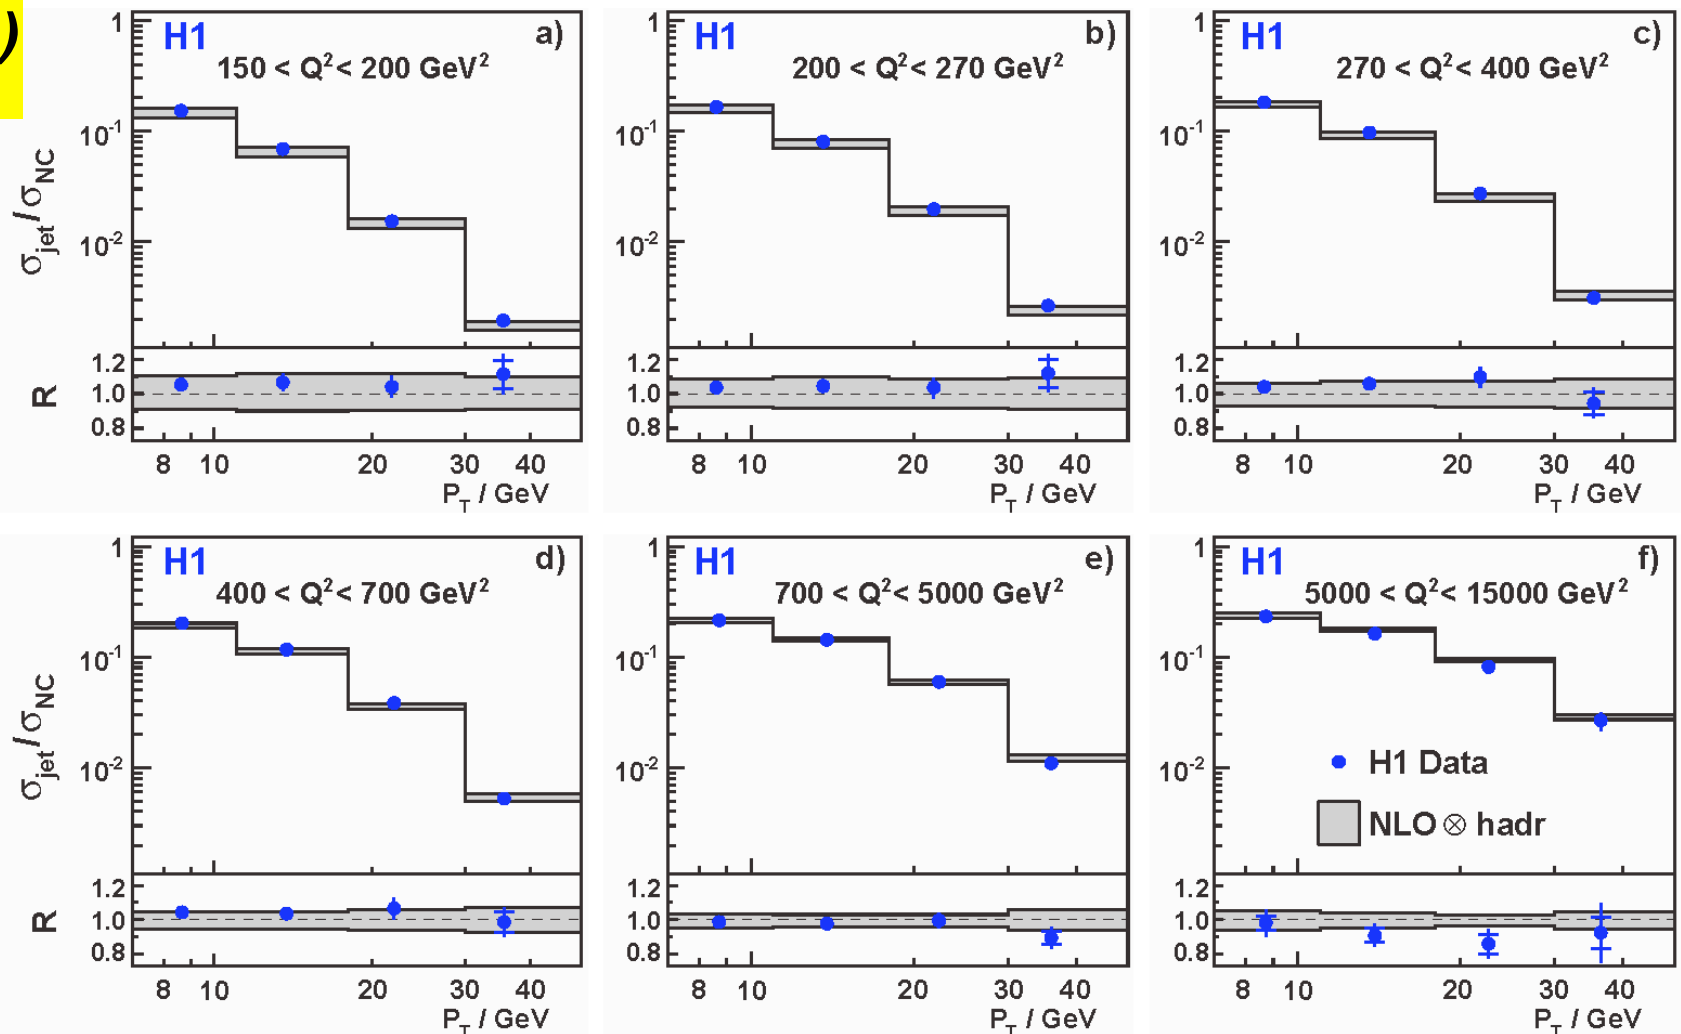 )
H1 a)
150 < Q² < 200 GeV²
1
10⁻¹
10⁻²
σjet / σNC
1.2
1.0
0.8
R
8 10 20 30 40
PT / GeV
H1 b)
200 < Q² < 270 GeV²
1
10⁻¹
10⁻²
1.2
1.0
0.8
8 10 20 30 40
PT / GeV
H1 c)
270 < Q² < 400 GeV²
1
10⁻¹
10⁻²
1.2
1.0
0.8
8 10 20 30 40
PT / GeV
H1 d)
400 < Q² < 700 GeV²
1
10⁻¹
10⁻²
σjet / σNC
1.2
1.0
0.8
R
8 10 20 30 40
PT / GeV
H1 e)
700 < Q² < 5000 GeV²
1
10⁻¹
10⁻²
1.2
1.0
0.8
8 10 20 30 40
PT / GeV
H1 f)
5000 < Q² < 15000 GeV²
1
10⁻¹
10⁻²
H1 Data
NLO ⊗ hadr
1.2
1.0
0.8
8 10 20 30 40
PT / GeV